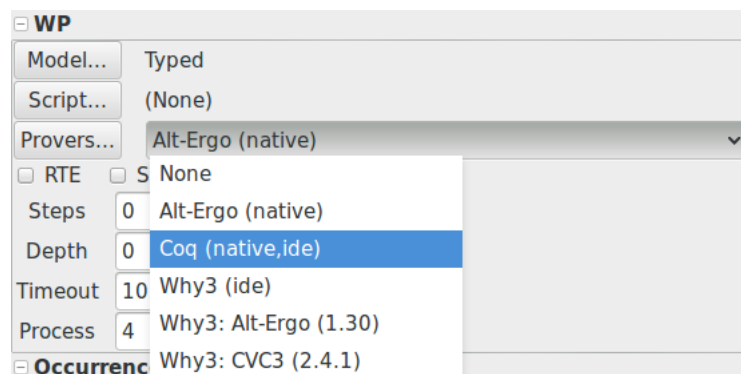 WP
Model... Typed
Script... (None)
Provers... Alt-Ergo (native)
RTE S None
Steps 0 Alt-Ergo (native)
Depth 0 Coq (native,ide)
Timeout 10 Why3 (ide)
Process 4 Why3: Alt-Ergo (1.30)
Occurrenc Why3: CVC3 (2.4.1)